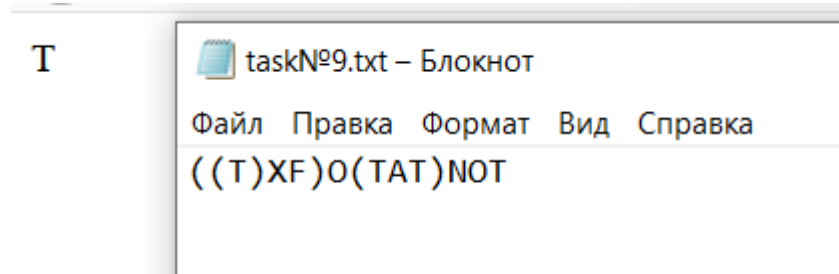 T
taskNº9.txt – Блокнот
Файл Правка Формат Вид Справка
((T)XF)O(TAT)NOT